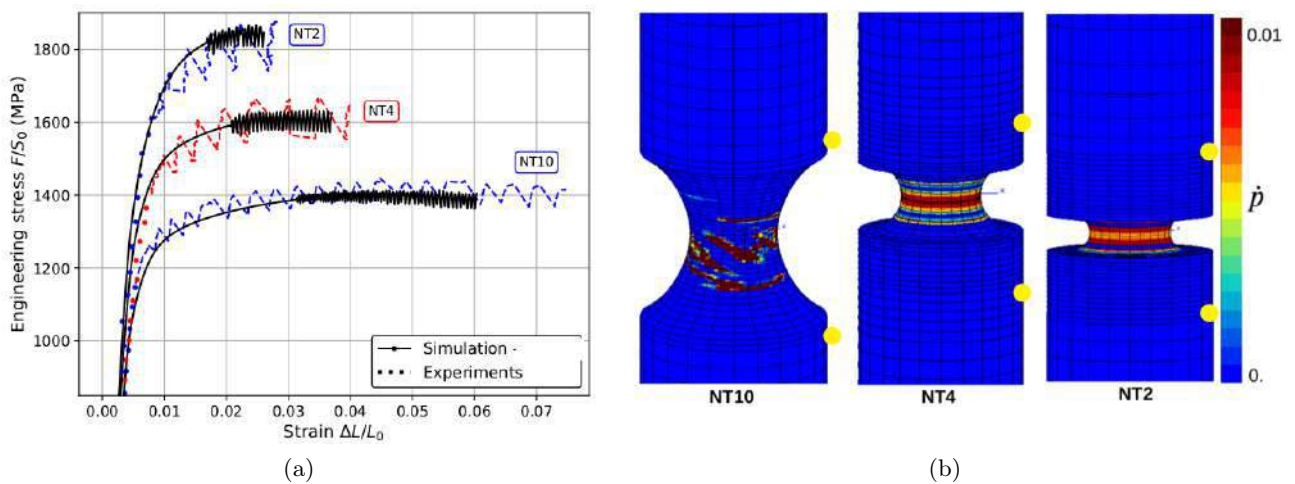 Engineering stress F/S₀ (MPa)
1800
1600
1400
1200
1000
NT2
NT4
NT10
Simulation -
Experiments
0.00 0.01 0.02 0.03 0.04 0.05 0.06 0.07
Strain ΔL/L₀
(a)
0.01
ṗ
0.
NT10 NT4 NT2
(b)